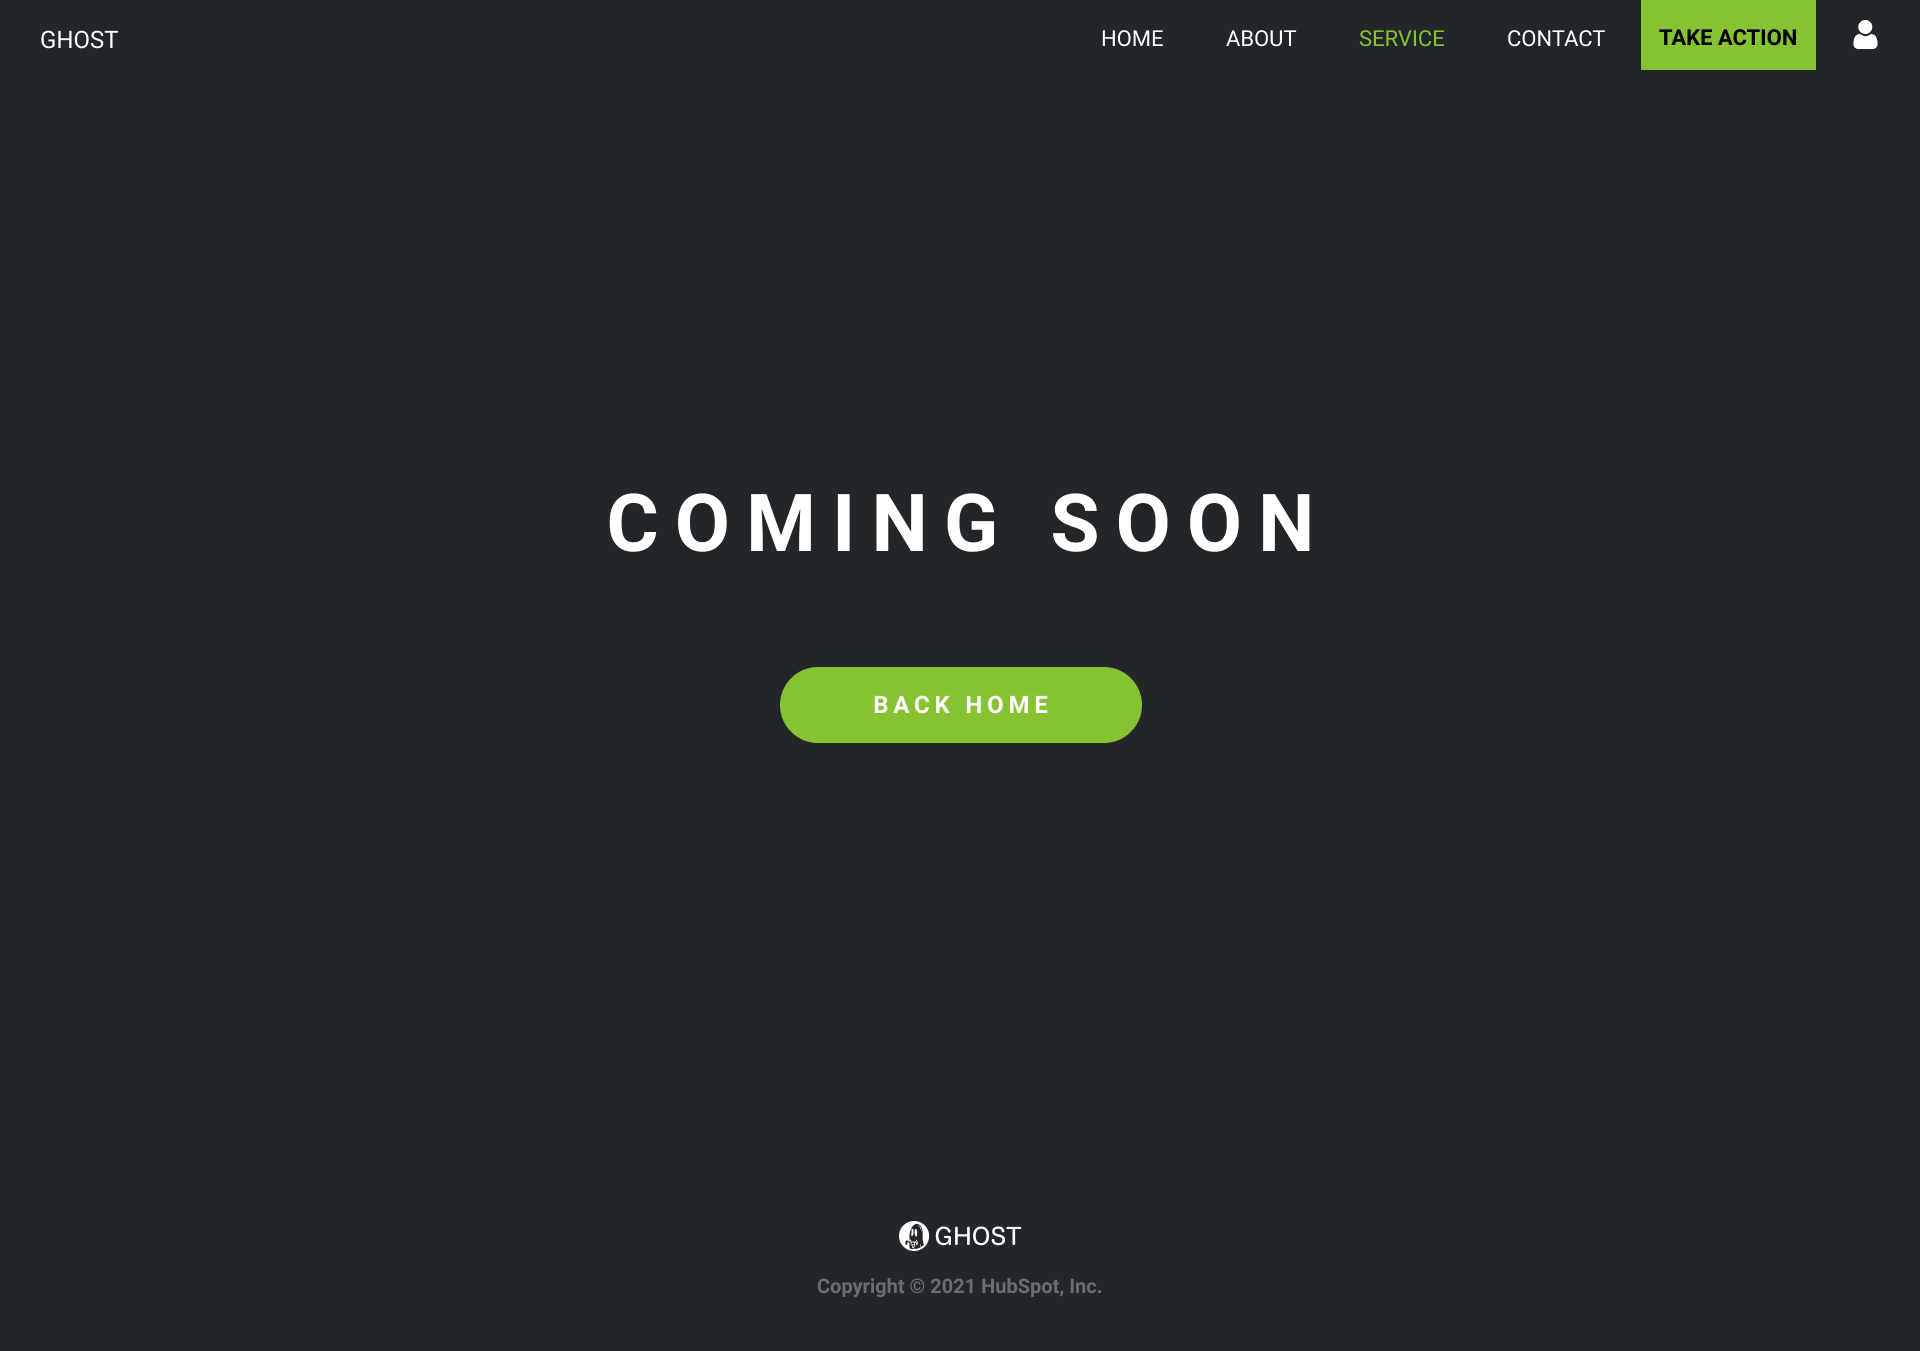 GHOST
HOME ABOUT SERVICE CONTACT TAKE ACTION
COMING SOON
BACK HOME
GHOST
Copyright © 2021 HubSpot, Inc.